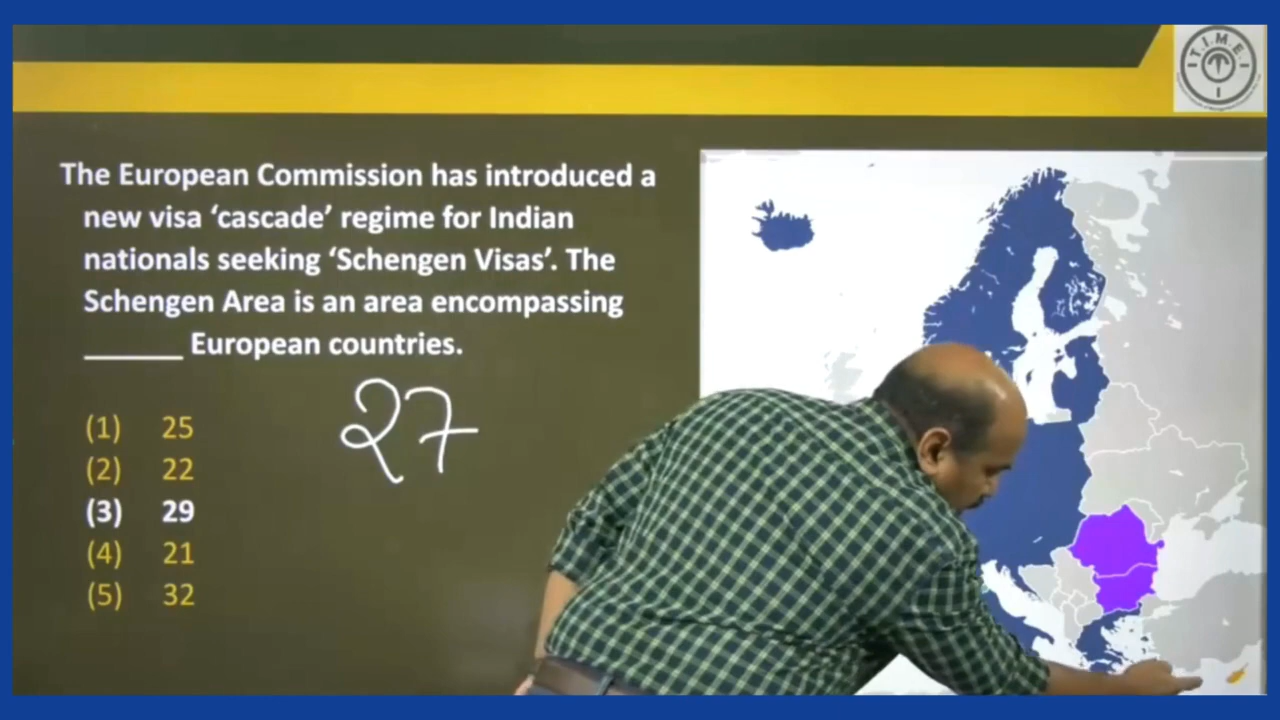 The European Commission has introduced a
new visa ‘cascade’ regime for Indian
nationals seeking ‘Schengen Visas’. The
Schengen Area is an area encompassing
_______ European countries.
27
(1) 25
(2) 22
(3) 29
(4) 21
(5) 32
T.I.M.E.